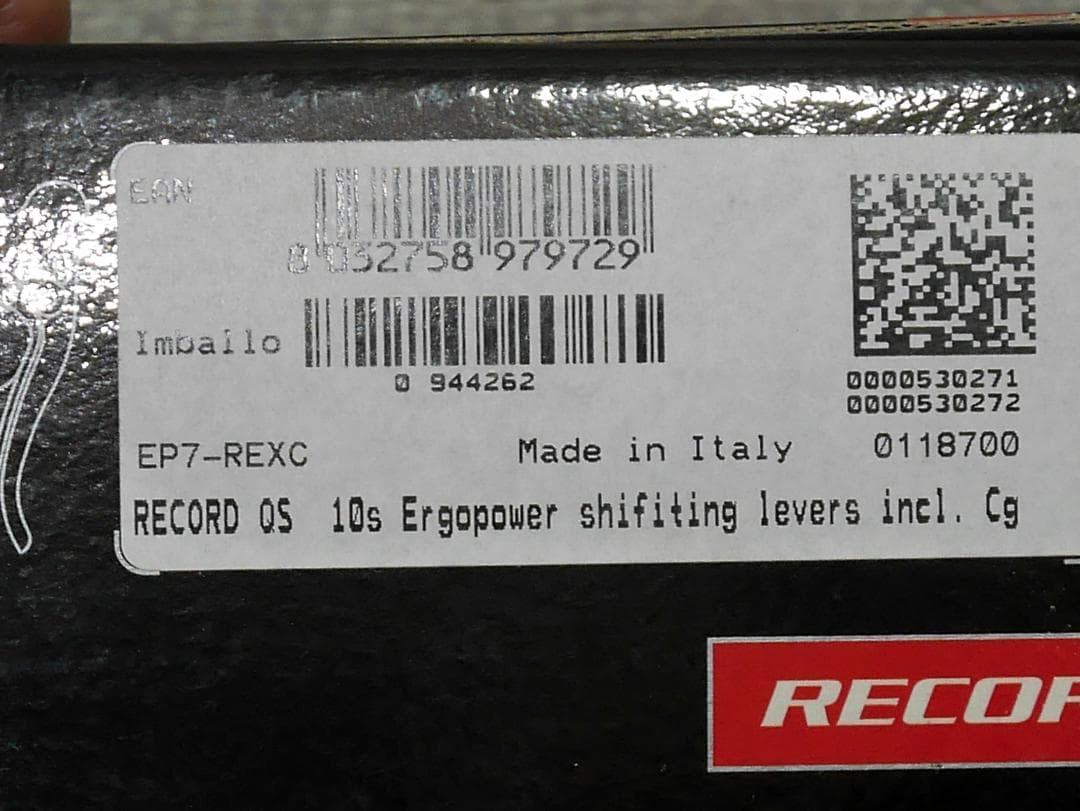 EAN
8 032758 979729
Imballo
0 944262
0000530271
0000530272
EP7-REXC Made in Italy 0118700
RECORD QS 10s Ergopower shifiting levers incl. Cg
RECOR